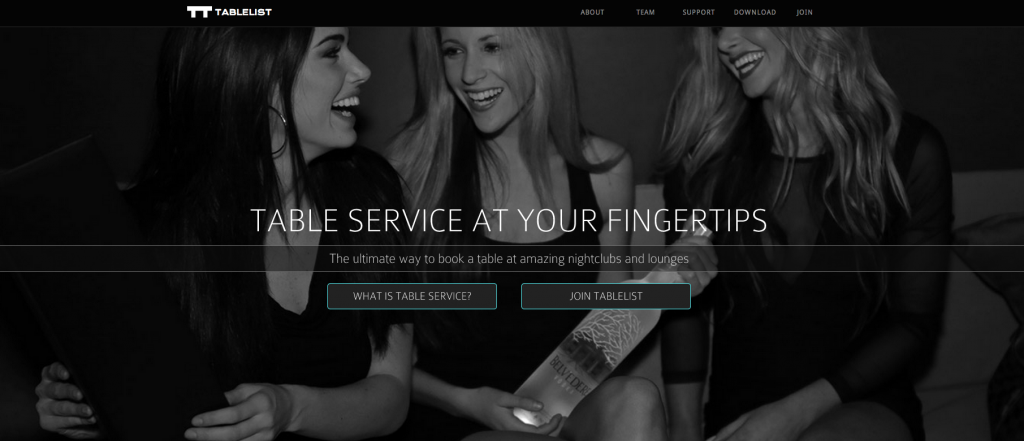 TABLELIST
ABOUT
TEAM
SUPPORT
DOWNLOAD
JOIN
TABLE SERVICE AT YOUR FINGERTIPS
The ultimate way to book a table at amazing nightclubs and lounges
WHAT IS TABLE SERVICE?
JOIN TABLELIST
BELVEDERE